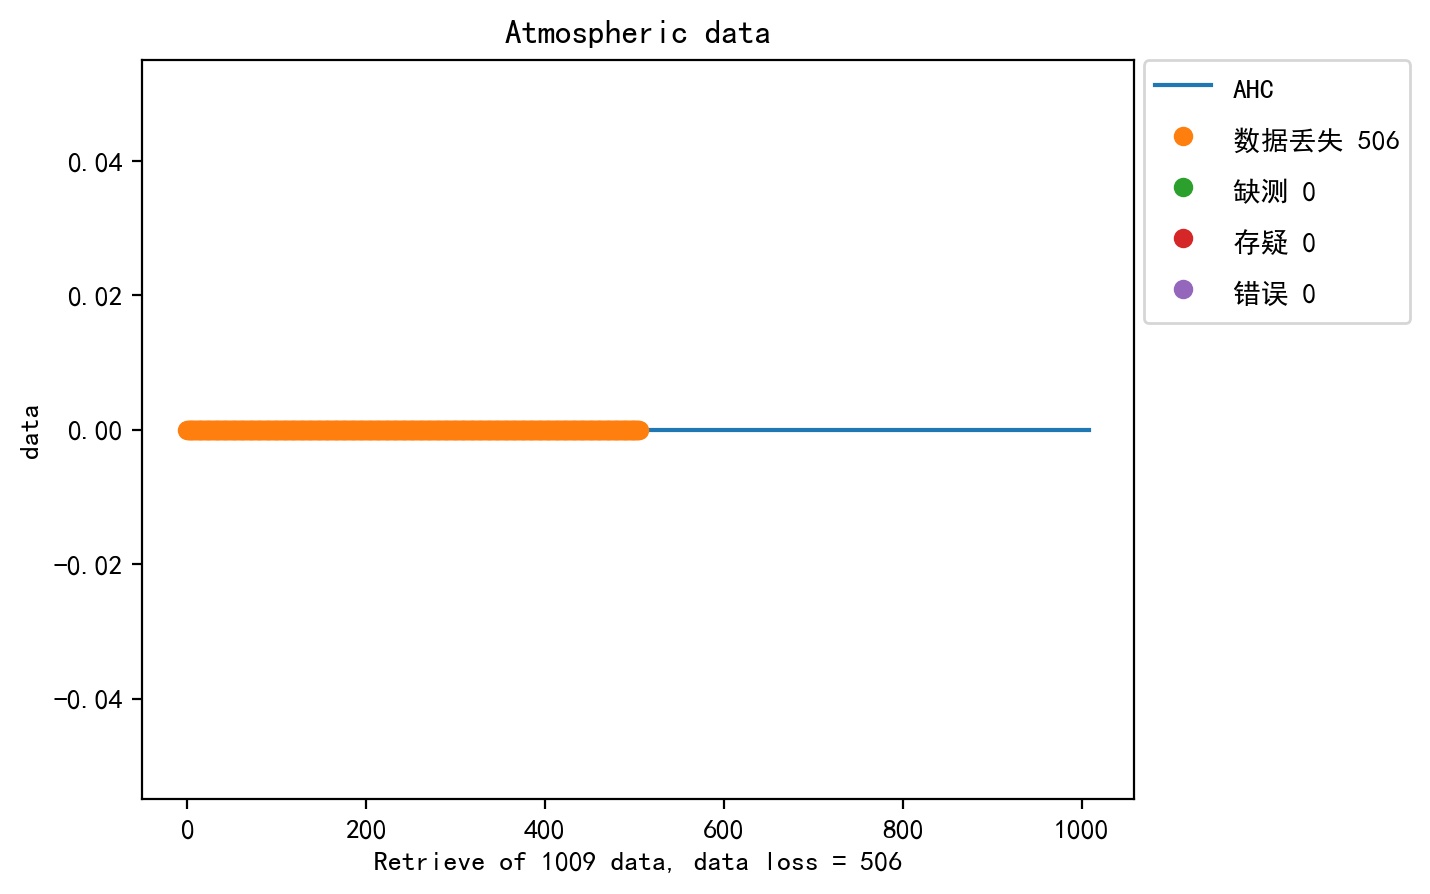 Atmospheric data
AHC
数据丢失 506
缺测 0
存疑 0
错误 0
data
0.04
0.02
0.00
-0.02
-0.04
0
200
400
600
800
1000
Retrieve of 1009 data, data loss = 506